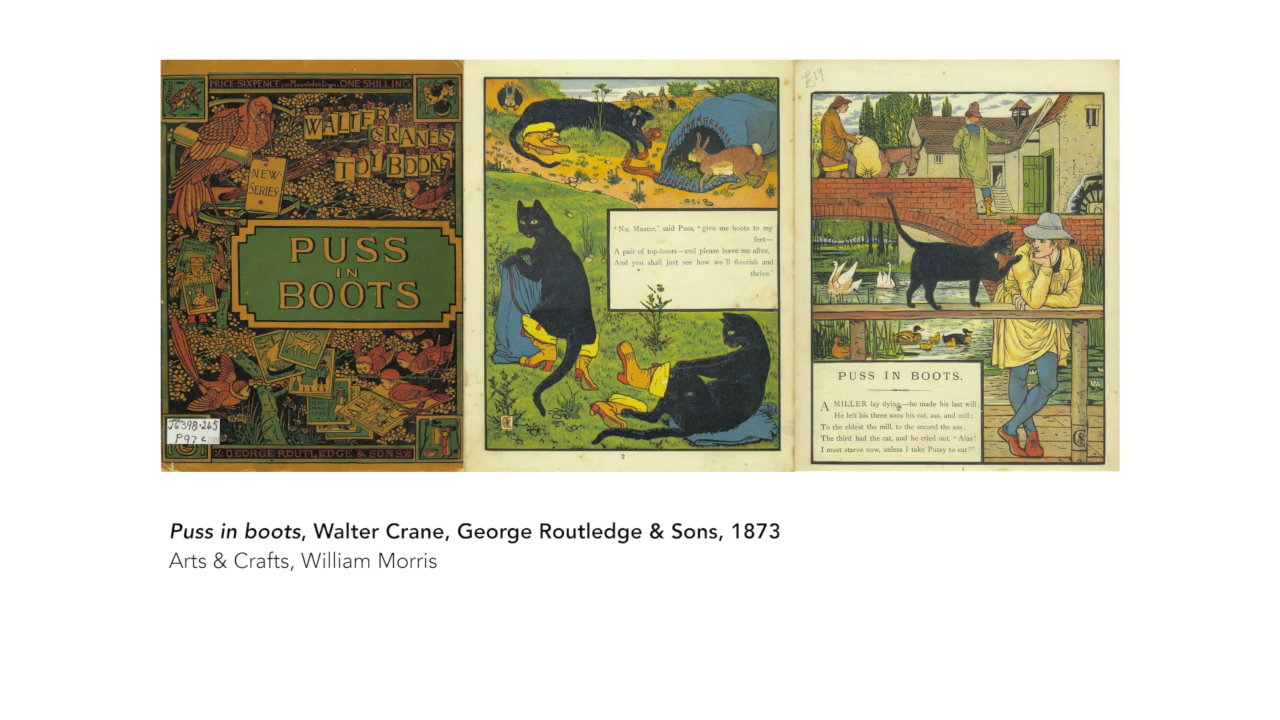 PRICE-SIXPENCE ONE SHILLING
WALTER
CRANE'S
TOY BOOKS
NEW
SERIES
PUSS
IN
BOOTS
J6398.265
P97c
GEORGE ROUTLEDGE & SONS
"No, Master," said Puss, "give me boots to my
feet—
A pair of top-boots—and please leave me alive,
And you shall just see how we'll flourish and
thrive."
2
£19
PUSS IN BOOTS.
A MILLER lay dying,—he made his last will;
He left his three sons his cat, ass, and mill:
To the eldest the mill, to the second the ass;
The third had the cat, and he cried out, "Alas!
I must starve now, unless I take Pussy to eat!"
1
Puss in boots, Walter Crane, George Routledge & Sons, 1873
Arts & Crafts, William Morris